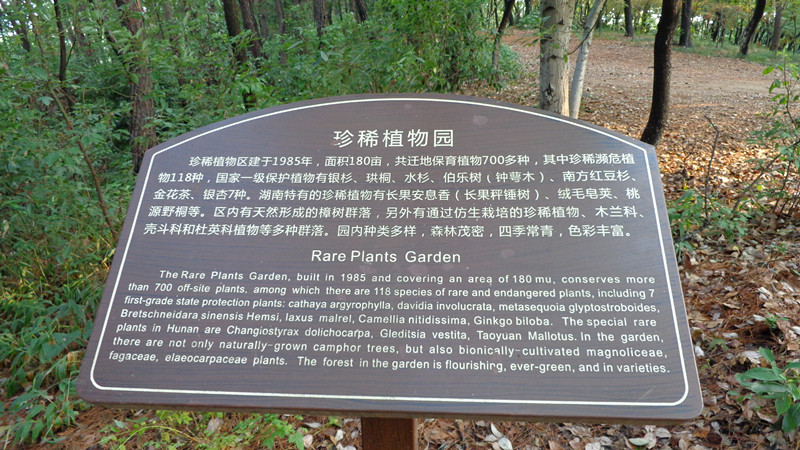 珍稀植物园
珍稀植物区建于1985年，面积180亩，共迁地保育植物700多种，其中珍稀濒危植
物118种，国家一级保护植物有银杉、珙桐、水杉、伯乐树（钟萼木）、南方红豆杉、
金花茶、银杏7种。湖南特有的珍稀植物有长果安息香（长果秤锤树）、绒毛皂荚、桃
源野桐等。区内有天然形成的樟树群落，另外有通过仿生栽培的珍稀植物、木兰科、
壳斗科和杜英科植物等多种群落。园内种类多样，森林茂密，四季常青，色彩丰富。
Rare Plants Garden
The Rare Plants Garden, built in 1985 and covering an area of 180 mu, conserves more
than 700 off-site plants, among which there are 118 species of rare and endangered plants, including 7
first-grade state protection plants: cathaya argyrophylla, davidia involucrata, metasequoia glyptostroboides,
Bretschneidara sinensis Hemsi, laxus malrel, Camellia nitidissima, Ginkgo biloba. The special rare
plants in Hunan are Changiostyrax dolichocarpa, Gleditsia vestita, Taoyuan Mallotus. In the garden,
there are not only naturally-grown camphor trees, but also bionically-cultivated magnoliceae,
fagaceae, elaeocarpaceae plants. The forest in the garden is flourishing, ever-green, and in varieties.